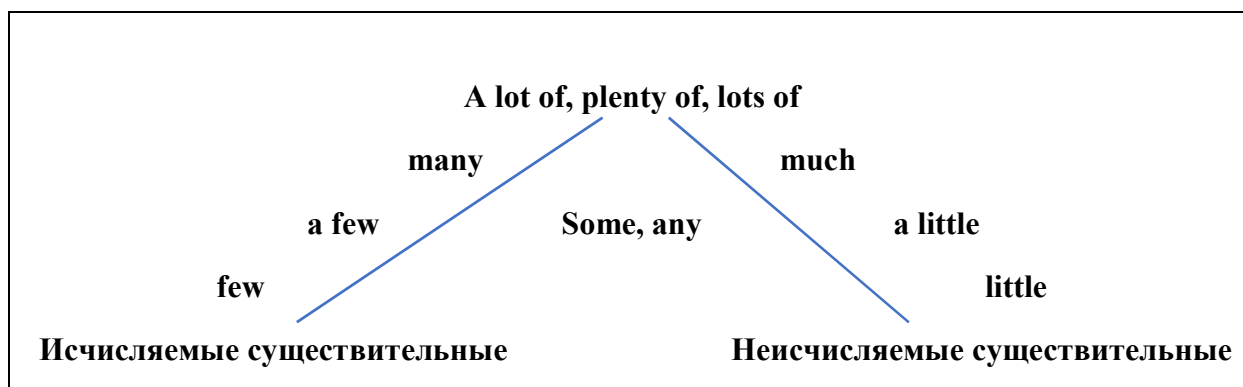 A lot of, plenty of, lots of
many much
a few Some, any a little
few little
Исчисляемые существительные Неисчисляемые существительные